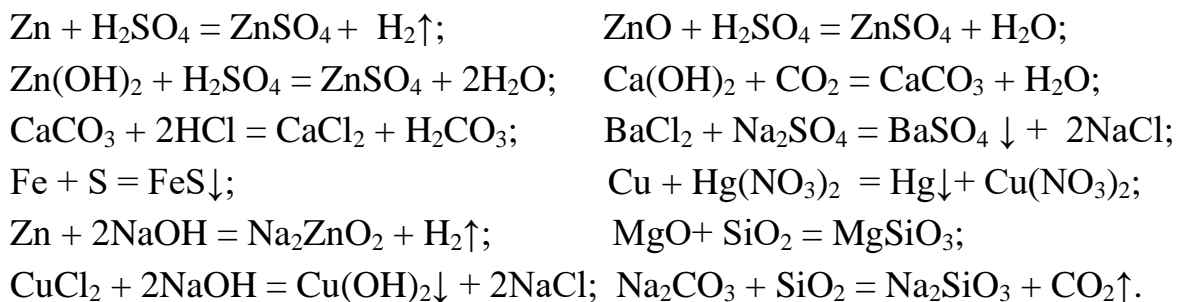 Zn + H₂SO₄ = ZnSO₄ + H₂↑; ZnO + H₂SO₄ = ZnSO₄ + H₂O;
Zn(OH)₂ + H₂SO₄ = ZnSO₄ + 2H₂O; Ca(OH)₂ + CO₂ = CaCO₃ + H₂O;
CaCO₃ + 2HCl = CaCl₂ + H₂CO₃; BaCl₂ + Na₂SO₄ = BaSO₄ ↓ + 2NaCl;
Fe + S = FeS↓; Cu + Hg(NO₃)₂ = Hg↓+ Cu(NO₃)₂;
Zn + 2NaOH = Na₂ZnO₂ + H₂↑; MgO+ SiO₂ = MgSiO₃;
CuCl₂ + 2NaOH = Cu(OH)₂↓ + 2NaCl; Na₂CO₃ + SiO₂ = Na₂SiO₃ + CO₂↑.